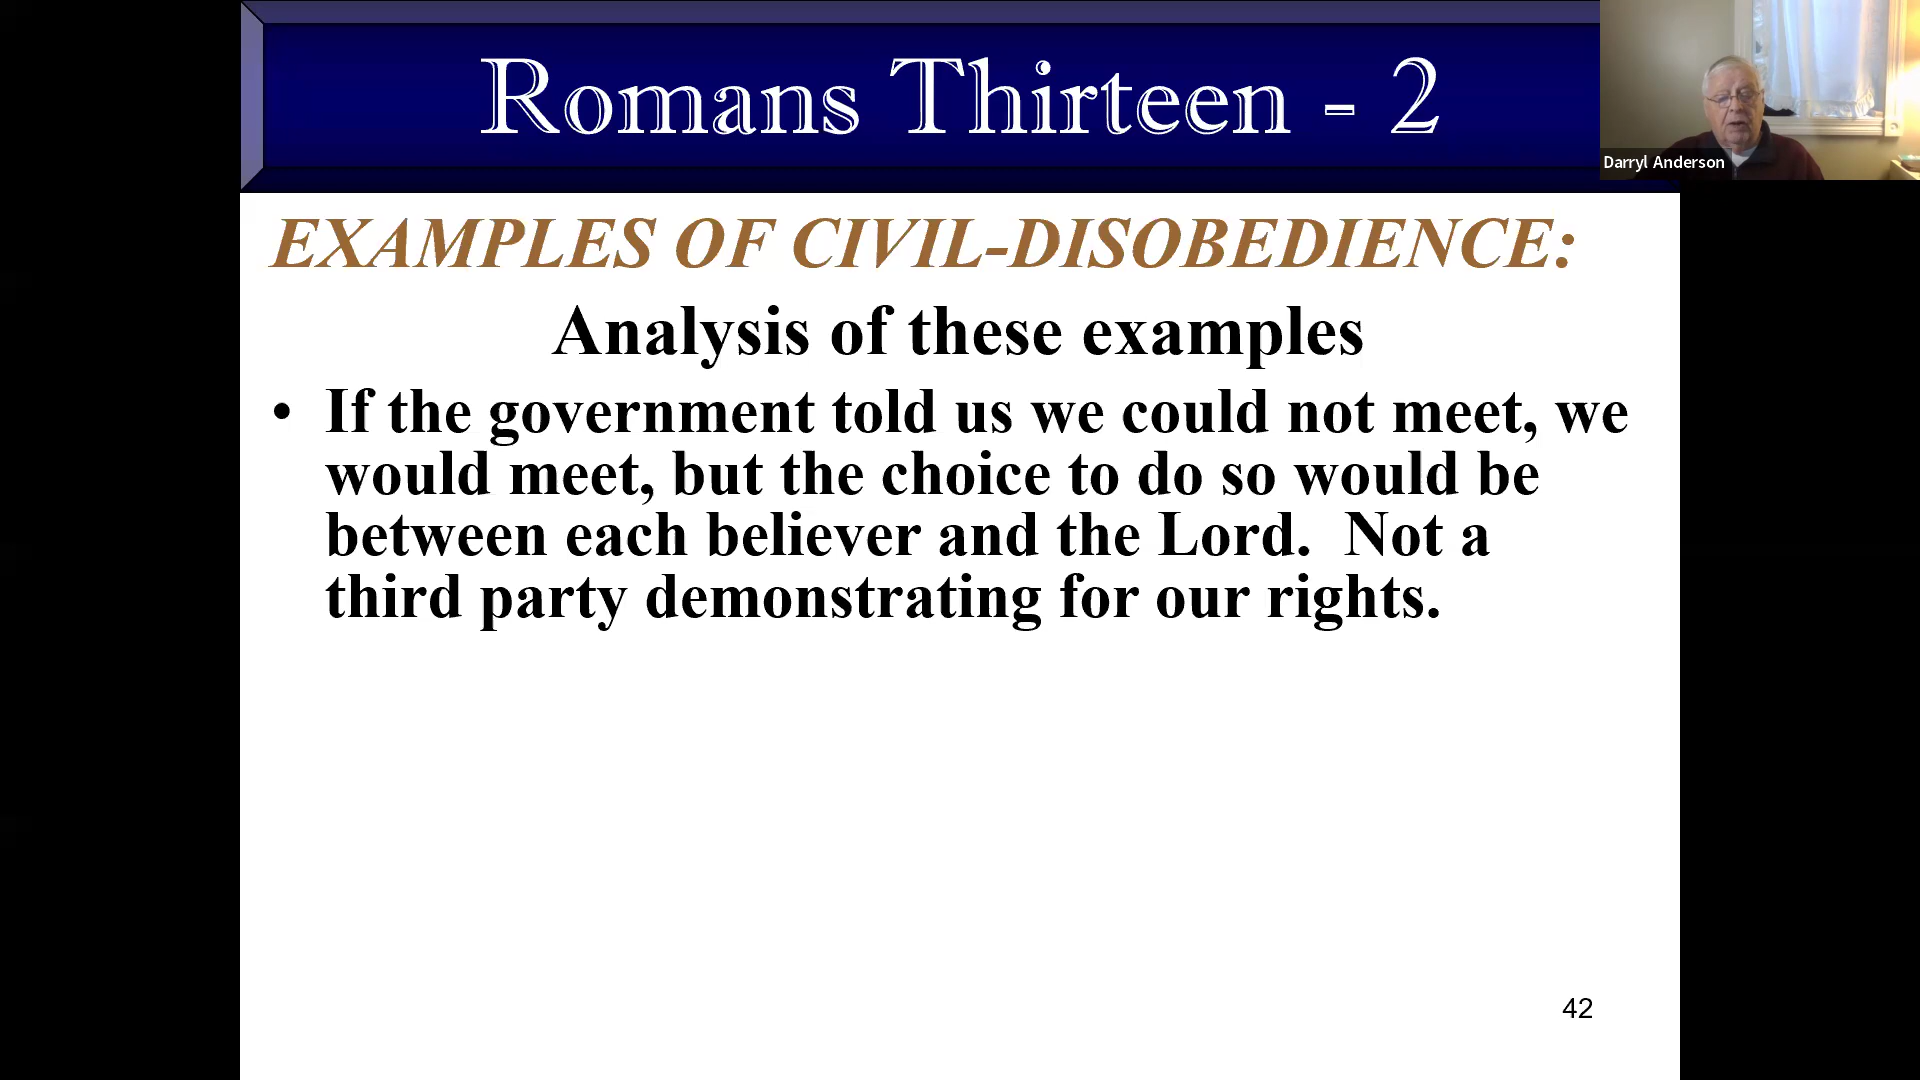 Romans Thirteen - 2
Darryl Anderson
EXAMPLES OF CIVIL-DISOBEDIENCE:
Analysis of these examples
• If the government told us we could not meet, we
would meet, but the choice to do so would be
between each believer and the Lord.  Not a
third party demonstrating for our rights.
42